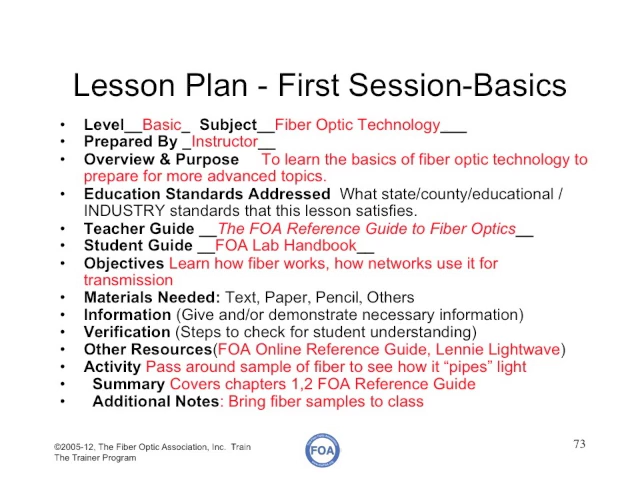 Lesson Plan - First Session-Basics
• Level__Basic_ Subject__Fiber Optic Technology___
• Prepared By _Instructor__
• Overview & Purpose To learn the basics of fiber optic technology to
prepare for more advanced topics.
• Education Standards Addressed What state/county/educational /
INDUSTRY standards that this lesson satisfies.
• Teacher Guide __The FOA Reference Guide to Fiber Optics__
• Student Guide __FOA Lab Handbook__
• Objectives Learn how fiber works, how networks use it for
transmission
• Materials Needed: Text, Paper, Pencil, Others
• Information (Give and/or demonstrate necessary information)
• Verification (Steps to check for student understanding)
• Other Resources(FOA Online Reference Guide, Lennie Lightwave)
• Activity Pass around sample of fiber to see how it “pipes” light
• Summary Covers chapters 1,2 FOA Reference Guide
• Additional Notes: Bring fiber samples to class
©2005-12, The Fiber Optic Association, Inc. Train
The Trainer Program
FOA
73